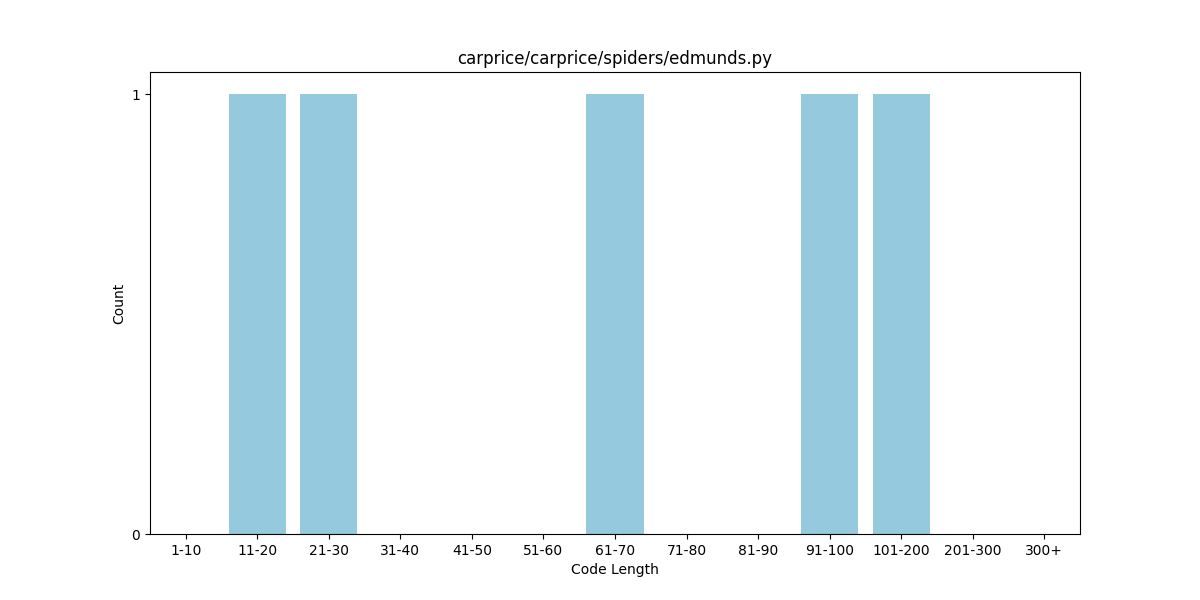 carprice/carprice/spiders/edmunds.py
1
0
Count
1-10 11-20 21-30 31-40 41-50 51-60 61-70 71-80 81-90 91-100 101-200 201-300 300+
Code Length